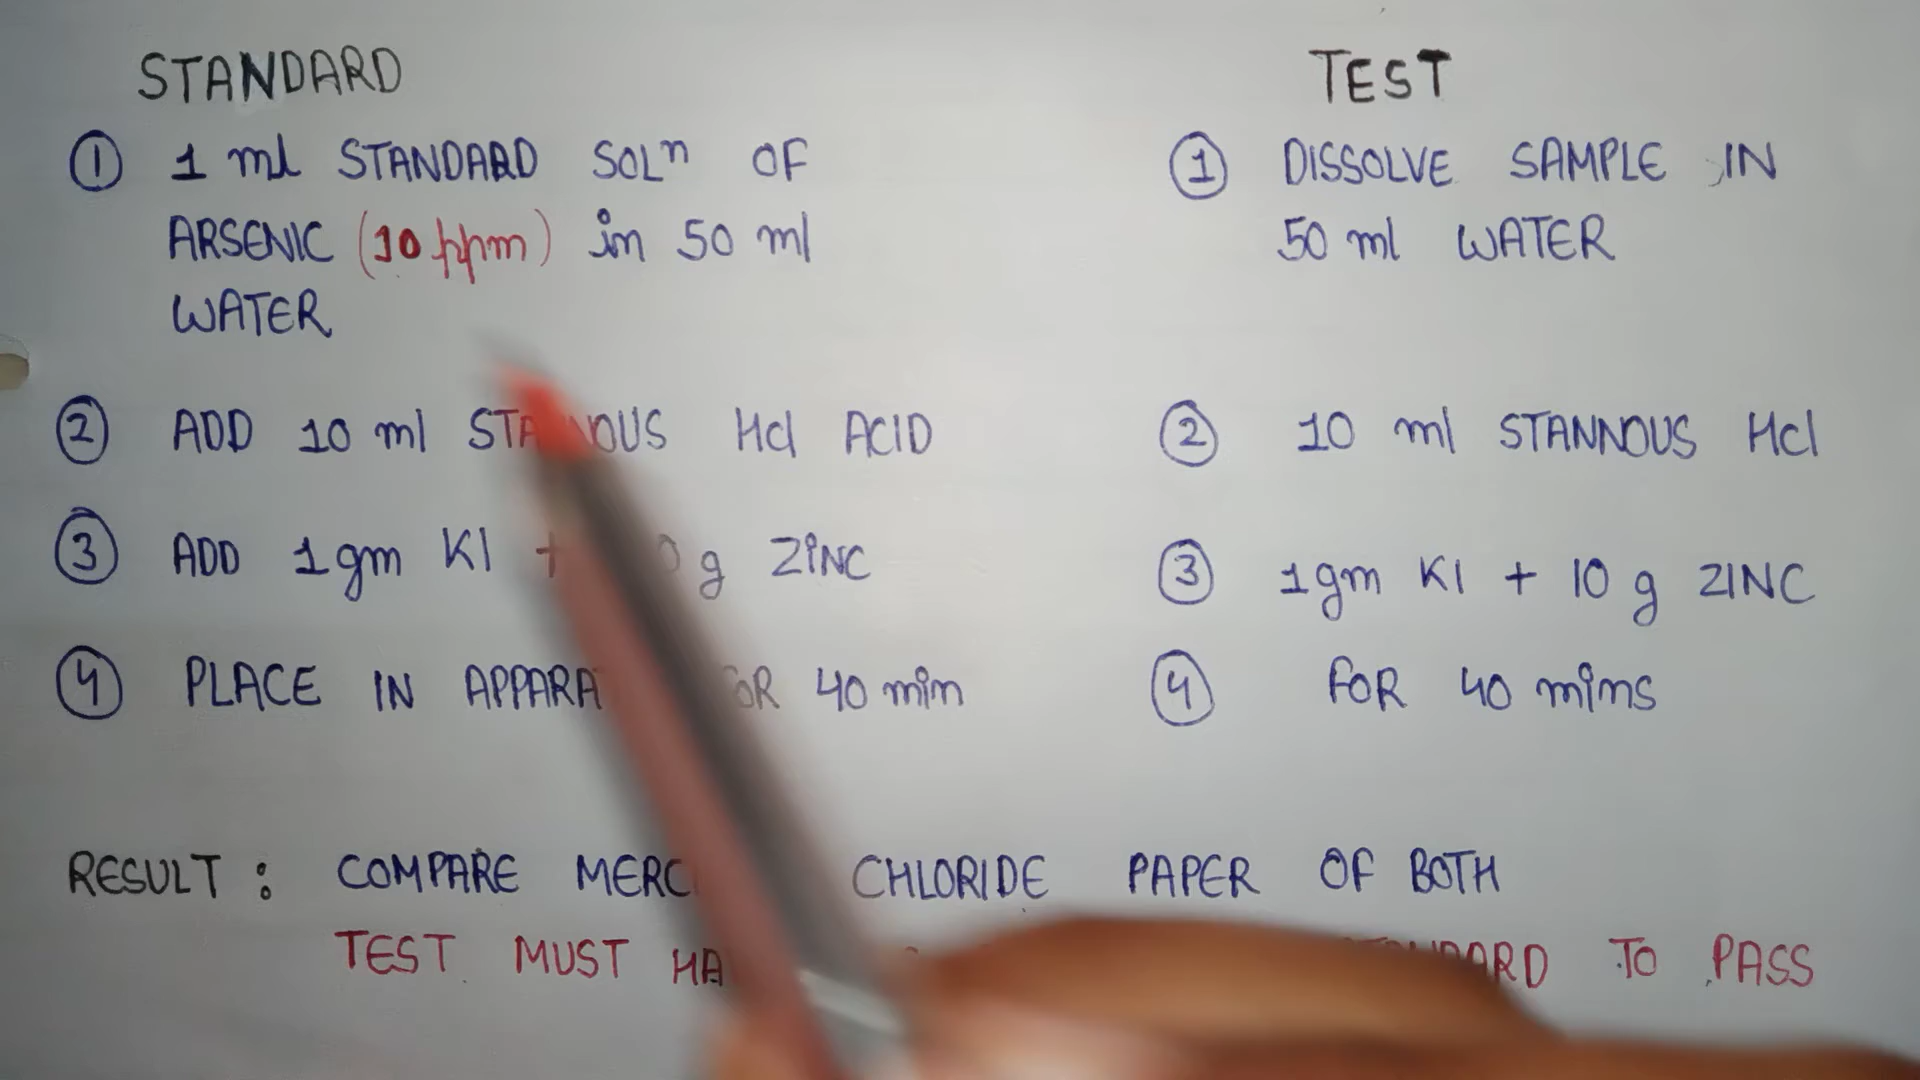 STANDARD
① 1 ml STANDARD SOLⁿ OF
ARSENIC (10 ppm) in 50 ml
WATER
② ADD 10 ml STANNOUS Hcl ACID
③ ADD 1gm KI + g ZINC
④ PLACE IN FOR 40 min
TEST
① DISSOLVE SAMPLE IN
50 ml WATER
② 10 ml STANNOUS Hcl
③ 1gm KI + 10 g ZINC
④ FOR 40 mins
RESULT : COMPARE CHLORIDE PAPER OF BOTH
TEST MUST TO PASS